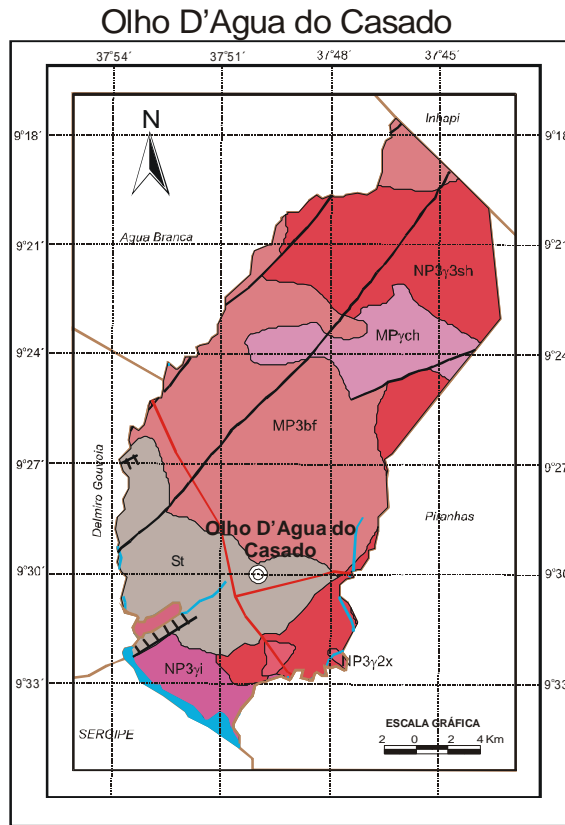 Olho D'Agua do Casado
37°54´ 37°51´ 37°48´ 37°45´
N
Inhapi
9°18´ 9°18´
Agua Branca
9°21´ 9°21´
NP3γ3sh
MPγch
9°24´ 9°24´
MP3bf
9°27´ 9°27´
Delmiro Gouveia
Piranhas
Olho D'Agua do
Casado
St
9°30´ 9°30´
NP3γi
NP3γ2x
9°33´ 9°33´
SERGIPE
ESCALA GRÁFICA
2 0 2 4 Km